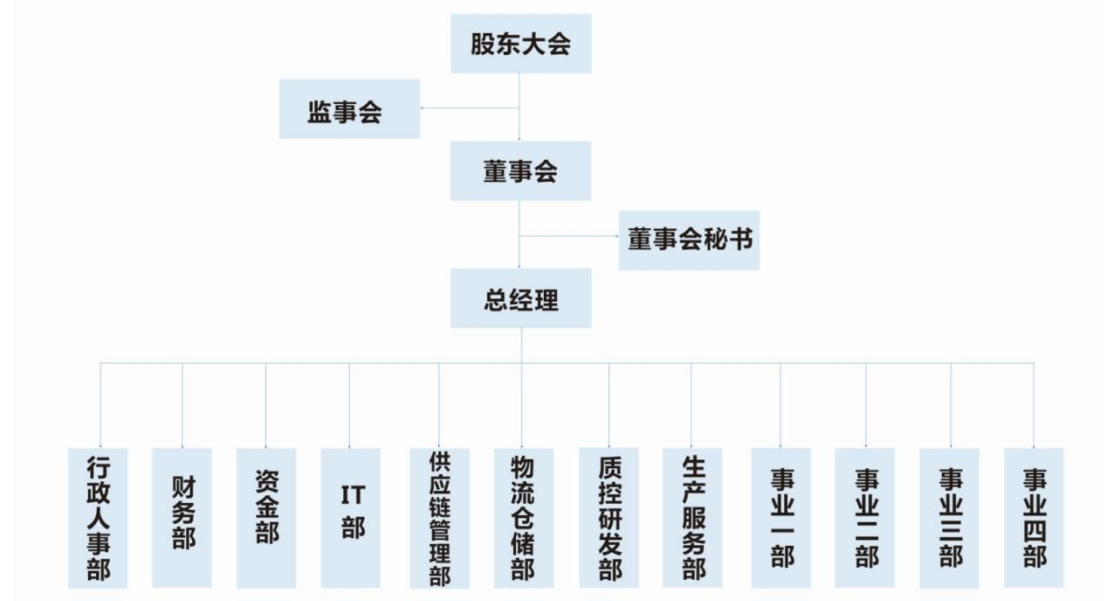 股东大会
监事会
董事会
董事会秘书
总经理
行政人事部
财务部
资金部
IT部
供应链管理部
物流仓储部
质控研发部
生产服务部
事业一部
事业二部
事业三部
事业四部